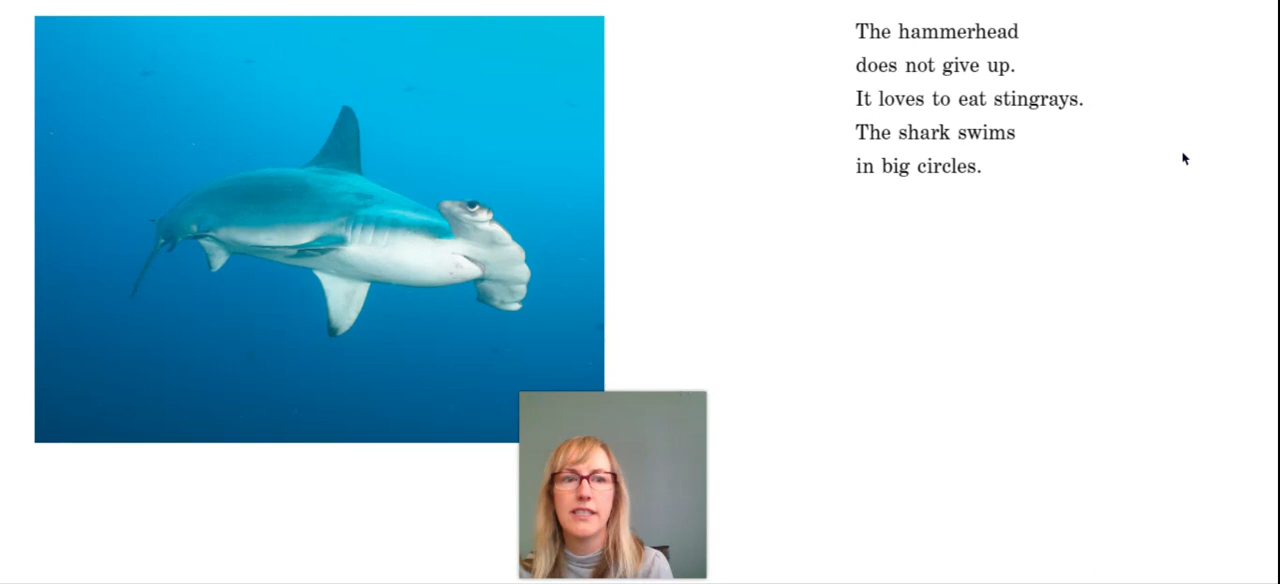 The hammerhead
does not give up.
It loves to eat stingrays.
The shark swims
in big circles.